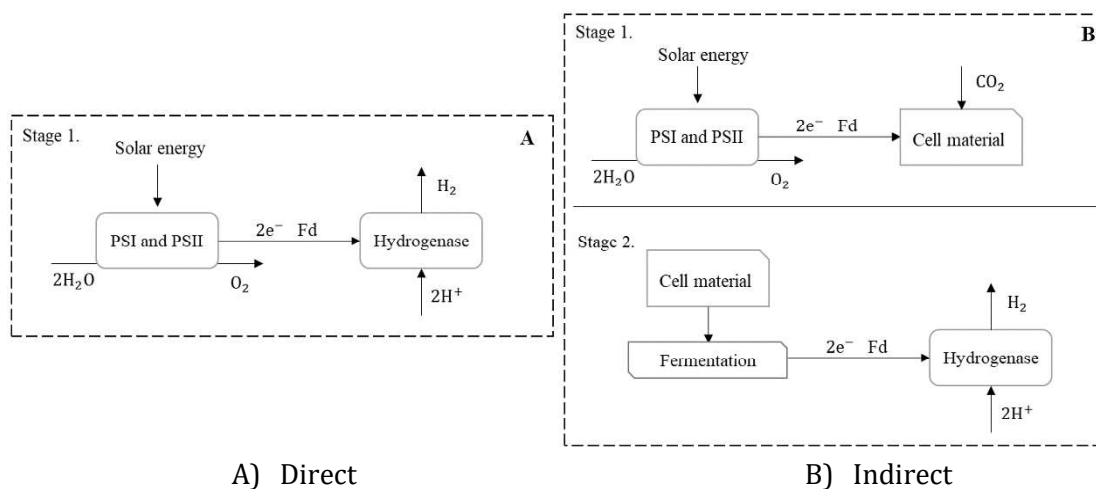 Stage 1.
A
Solar energy
PSI and PSII
2e⁻ Fd
Hydrogenase
H₂
2H₂O
O₂
2H⁺
Stage 1.
B
Solar energy
CO₂
PSI and PSII
2e⁻ Fd
Cell material
2H₂O
O₂
Stage 2.
Cell material
H₂
Fermentation
2e⁻ Fd
Hydrogenase
2H⁺
A) Direct
B) Indirect